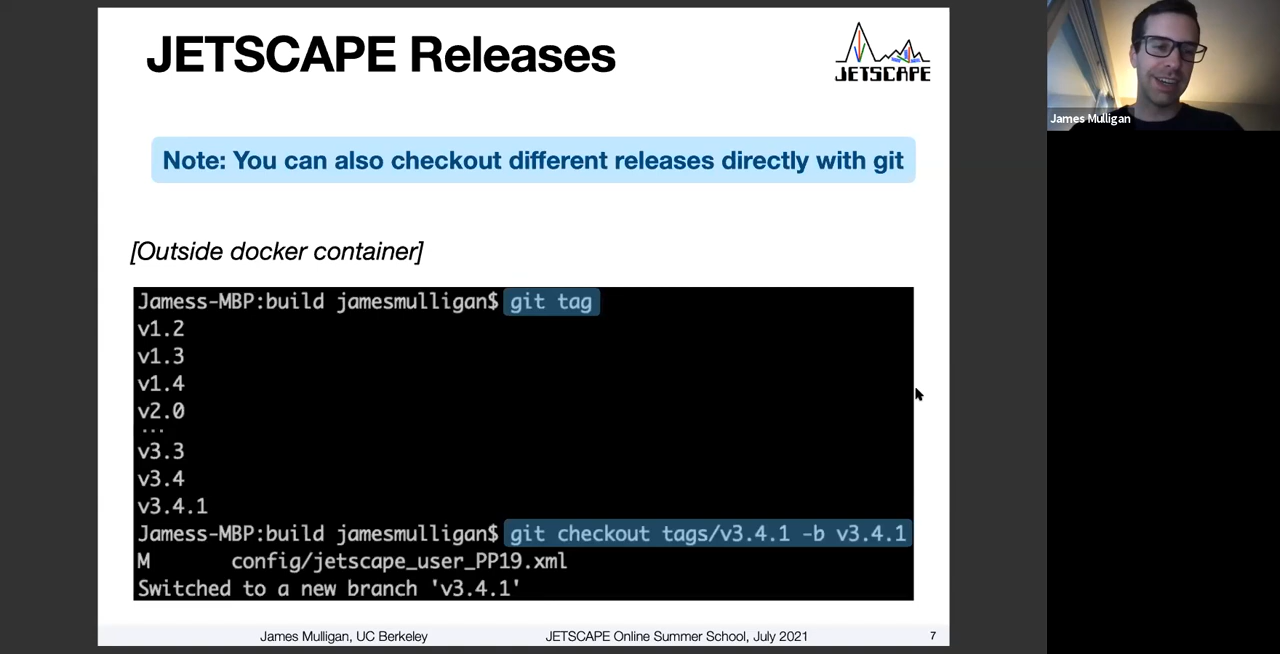 JETSCAPE Releases
JETSCAPE
James Mulligan
Note: You can also checkout different releases directly with git
[Outside docker container]
Jamess-MBP:build jamesmulligan$ git tag
v1.2
v1.3
v1.4
v2.0
...
v3.3
v3.4
v3.4.1
Jamess-MBP:build jamesmulligan$ git checkout tags/v3.4.1 -b v3.4.1
M config/jetscape_user_PP19.xml
Switched to a new branch 'v3.4.1'
James Mulligan, UC Berkeley
JETSCAPE Online Summer School, July 2021
7